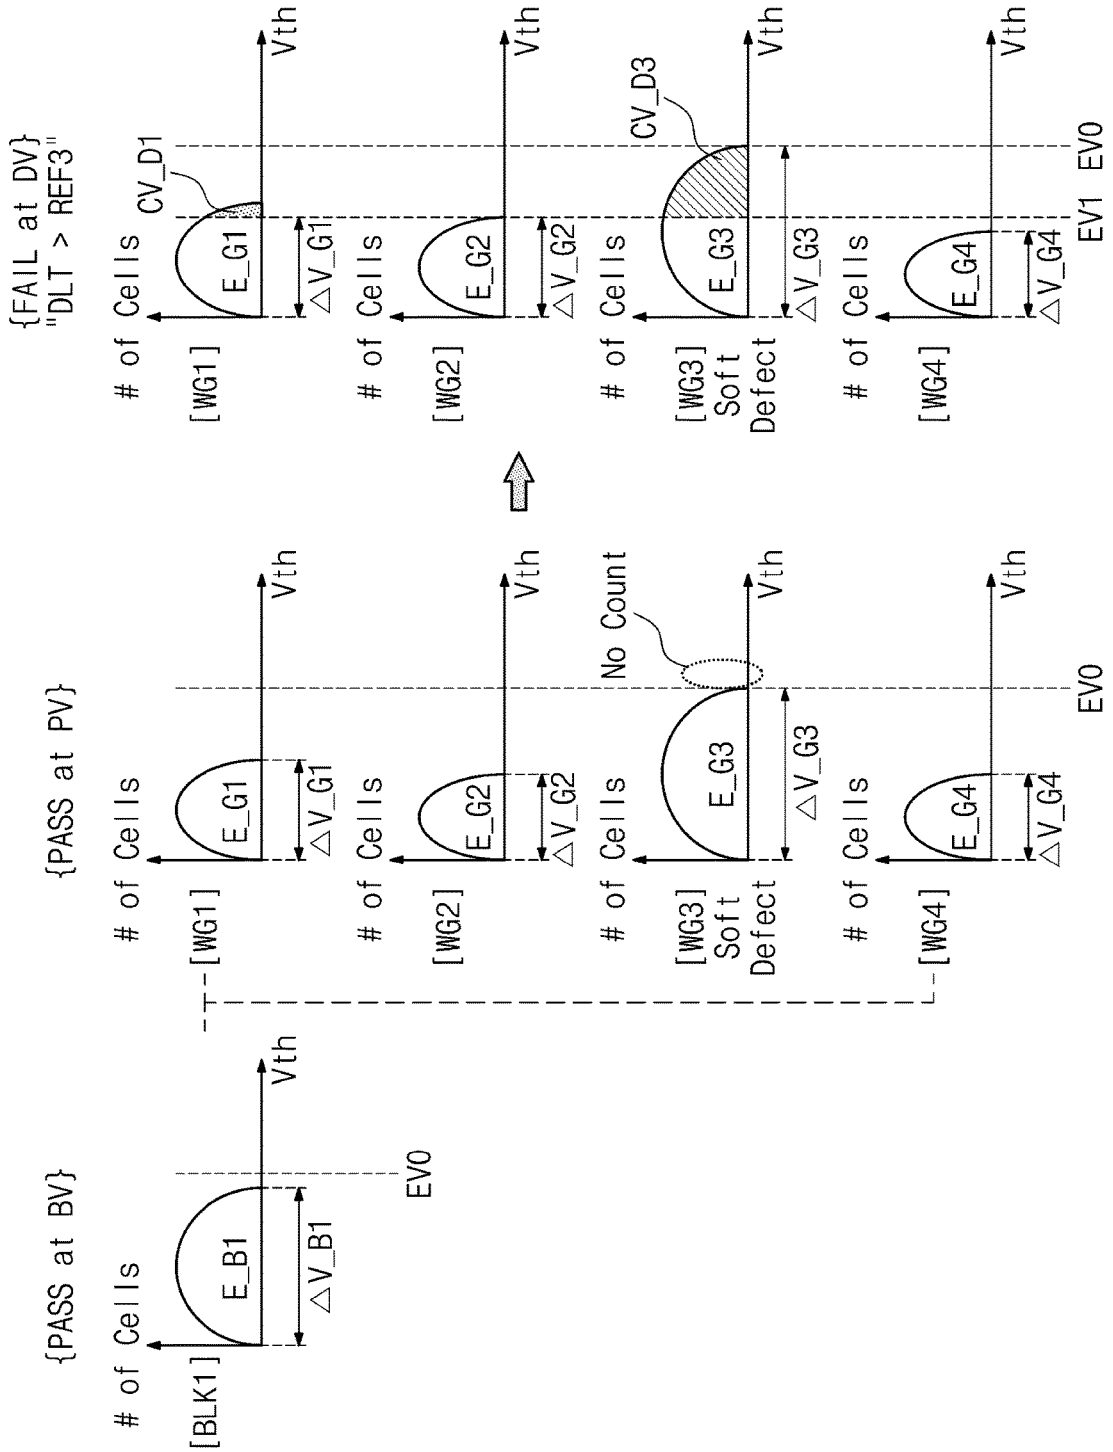 {PASS at BV}
# of Cells
[BLK1]
E_B1
Vth
△V_B1
EV0
{PASS at PV}
# of Cells
[WG1]
E_G1
Vth
△V_G1
# of Cells
[WG2]
E_G2
Vth
△V_G2
# of Cells
No Count
[WG3]
Soft
Defect
E_G3
Vth
△V_G3
# of Cells
[WG4]
E_G4
Vth
△V_G4
EV0
{FAIL at DV}
"DLT > REF3"
# of Cells
CV_D1
[WG1]
E_G1
Vth
△V_G1
# of Cells
[WG2]
E_G2
Vth
△V_G2
# of Cells
CV_D3
[WG3]
Soft
Defect
E_G3
Vth
△V_G3
# of Cells
[WG4]
E_G4
Vth
△V_G4
EV1 EV0